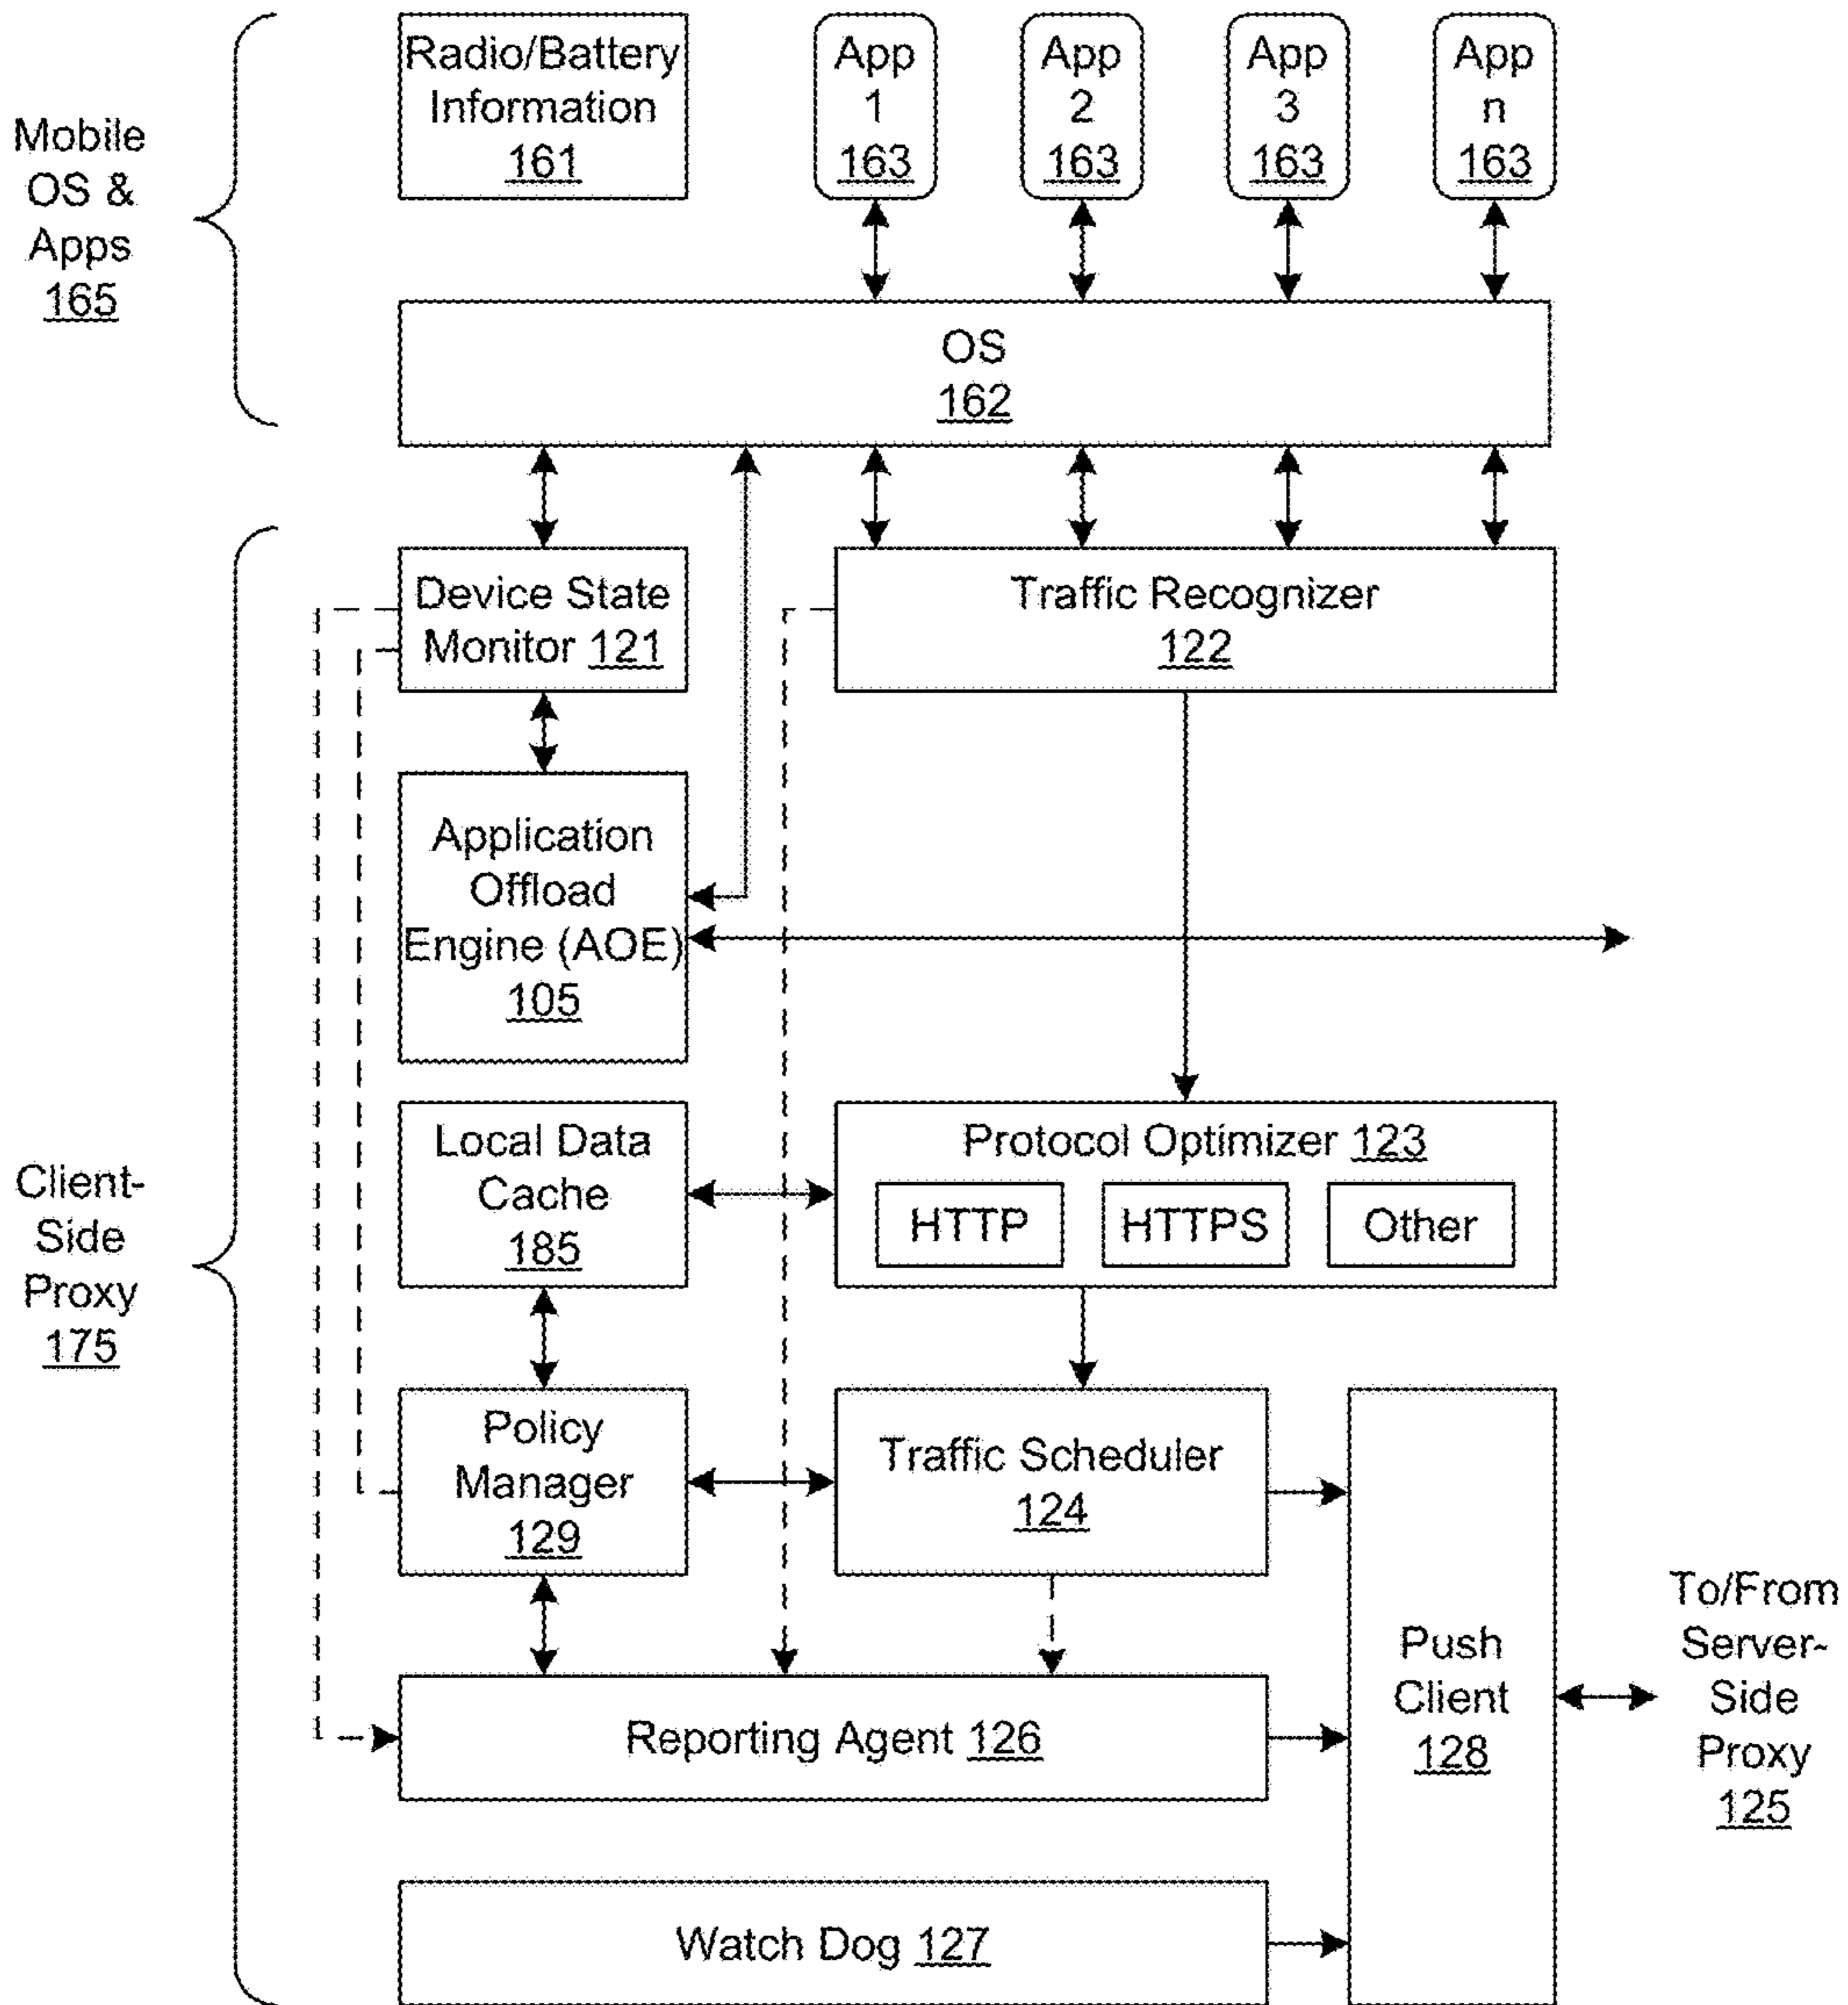 Mobile
OS &
Apps
165
Radio/Battery
Information
161
App
1
163
App
2
163
App
3
163
App
n
163
OS
162
Client-
Side
Proxy
175
Device State
Monitor 121
Traffic Recognizer
122
Application
Offload
Engine (AOE)
105
Local Data
Cache
185
Protocol Optimizer 123
HTTP
HTTPS
Other
Policy
Manager
129
Traffic Scheduler
124
Reporting Agent 126
Watch Dog 127
Push
Client
128
To/From
Server-
Side
Proxy
125